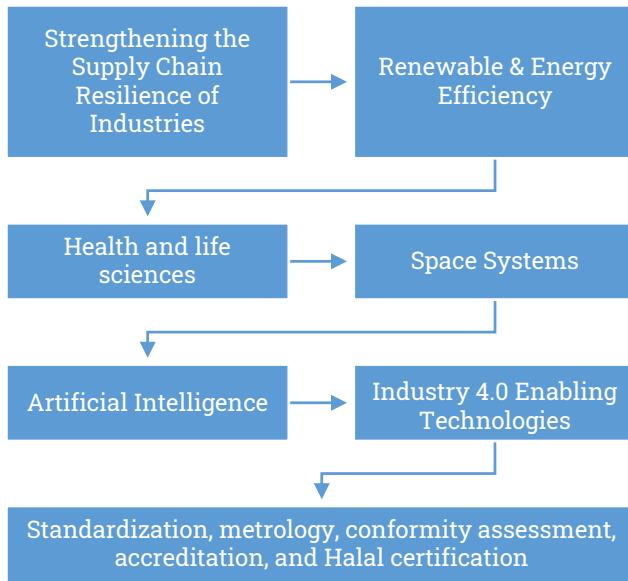 Strengthening the
Supply Chain
Resilience of
Industries
Renewable & Energy
Efficiency
Health and life
sciences
Space Systems
Artificial Intelligence
Industry 4.0 Enabling
Technologies
Standardization, metrology, conformity assessment,
accreditation, and Halal certification